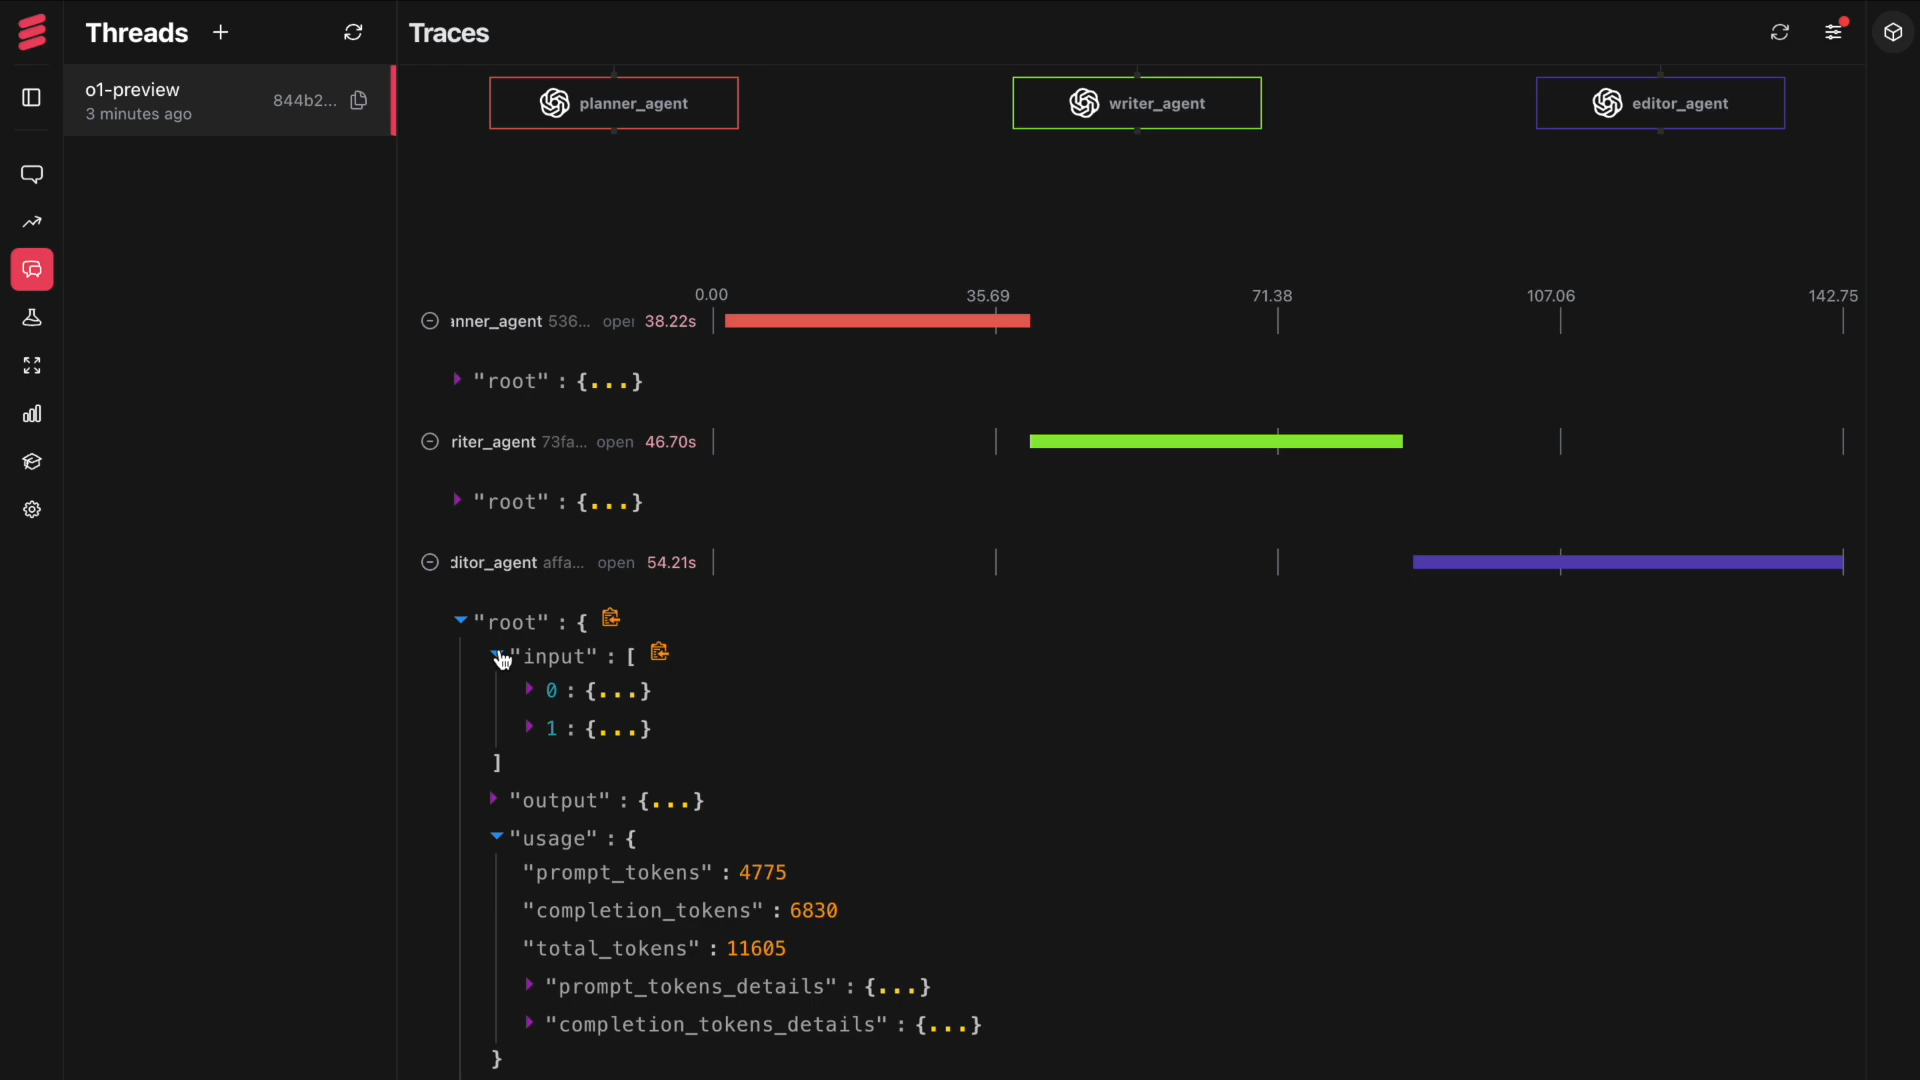 Threads +
Traces
o1-preview
3 minutes ago
844b2...
planner_agent
writer_agent
editor_agent
0.00 35.69 71.38 107.06 142.75
anner_agent 536... oper 38.22s
"root" : {...}
riter_agent 73fa... open 46.70s
"root" : {...}
ditor_agent affa... open 54.21s
"root" : {
"input" : [
0 : {...}
1 : {...}
]
"output" : {...}
"usage" : {
"prompt_tokens" : 4775
"completion_tokens" : 6830
"total_tokens" : 11605
"prompt_tokens_details" : {...}
"completion_tokens_details" : {...}
}